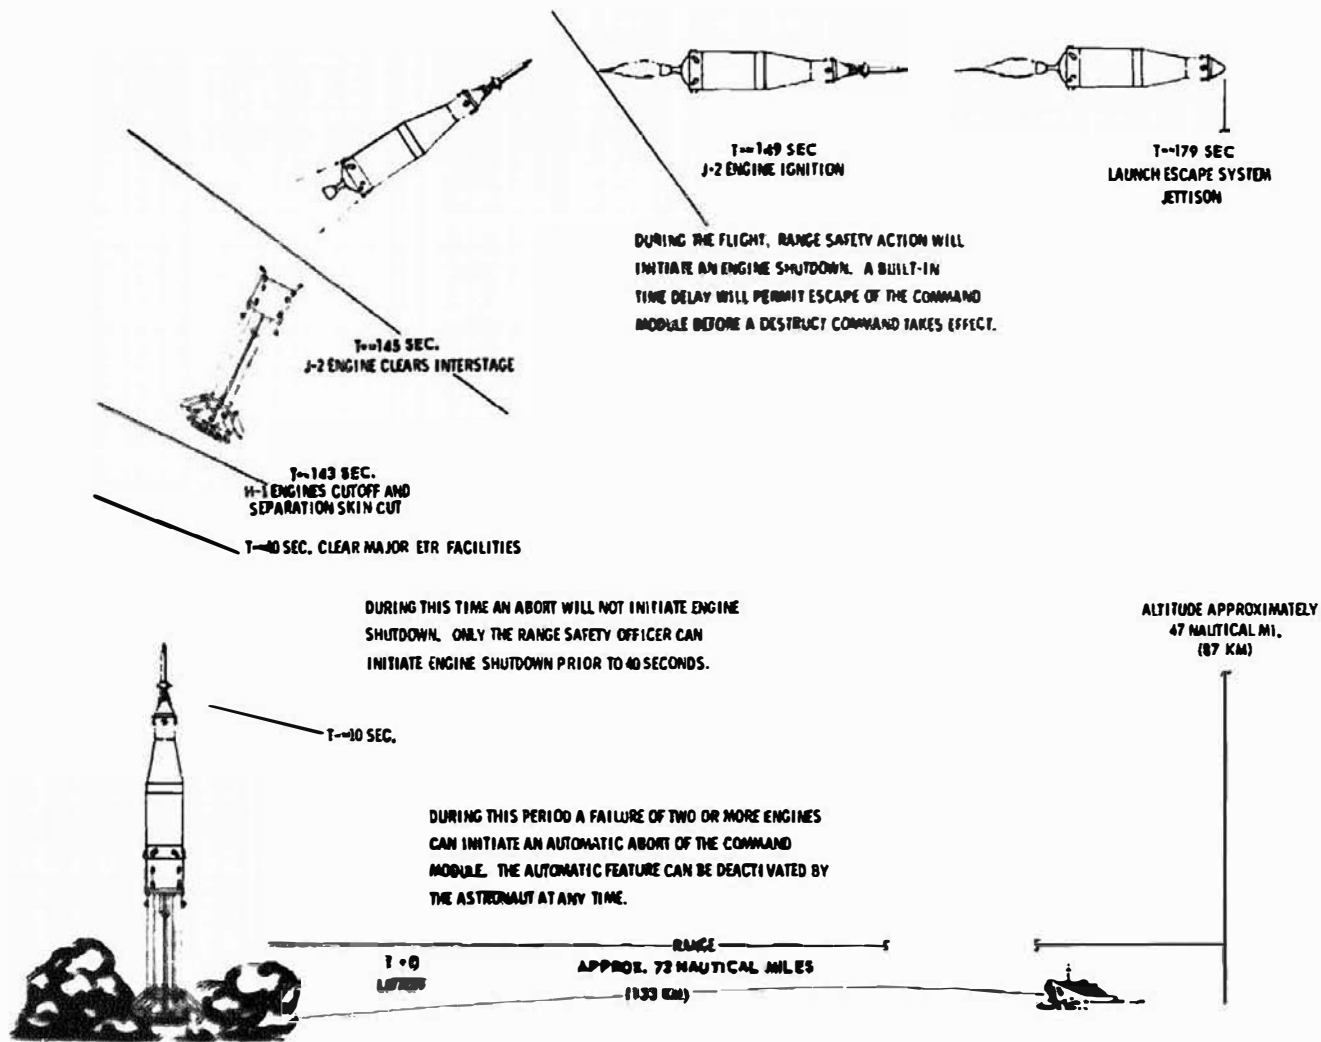 T=~149 SEC
J-2 ENGINE IGNITION
T=~179 SEC
LAUNCH ESCAPE SYSTEM
JETTISON
DURING THE FLIGHT, RANGE SAFETY ACTION WILL
INITIATE AN ENGINE SHUTDOWN. A BUILT-IN
TIME DELAY WILL PERMIT ESCAPE OF THE COMMAND
MODULE BEFORE A DESTRUCT COMMAND TAKES EFFECT.
T=~145 SEC.
J-2 ENGINE CLEARS INTERSTAGE
T=~143 SEC.
H-1 ENGINES CUTOFF AND
SEPARATION SKIN CUT
T=~40 SEC. CLEAR MAJOR ETR FACILITIES
DURING THIS TIME AN ABORT WILL NOT INITIATE ENGINE
SHUTDOWN. ONLY THE RANGE SAFETY OFFICER CAN
INITIATE ENGINE SHUTDOWN PRIOR TO 40 SECONDS.
ALTITUDE APPROXIMATELY
47 NAUTICAL MI.
(87 KM)
T=~10 SEC.
DURING THIS PERIOD A FAILURE OF TWO OR MORE ENGINES
CAN INITIATE AN AUTOMATIC ABORT OF THE COMMAND
MODULE. THE AUTOMATIC FEATURE CAN BE DEACTIVATED BY
THE ASTRONAUT AT ANY TIME.
RANGE
T=0
APPROX. 72 NAUTICAL MILES
(133 KM)